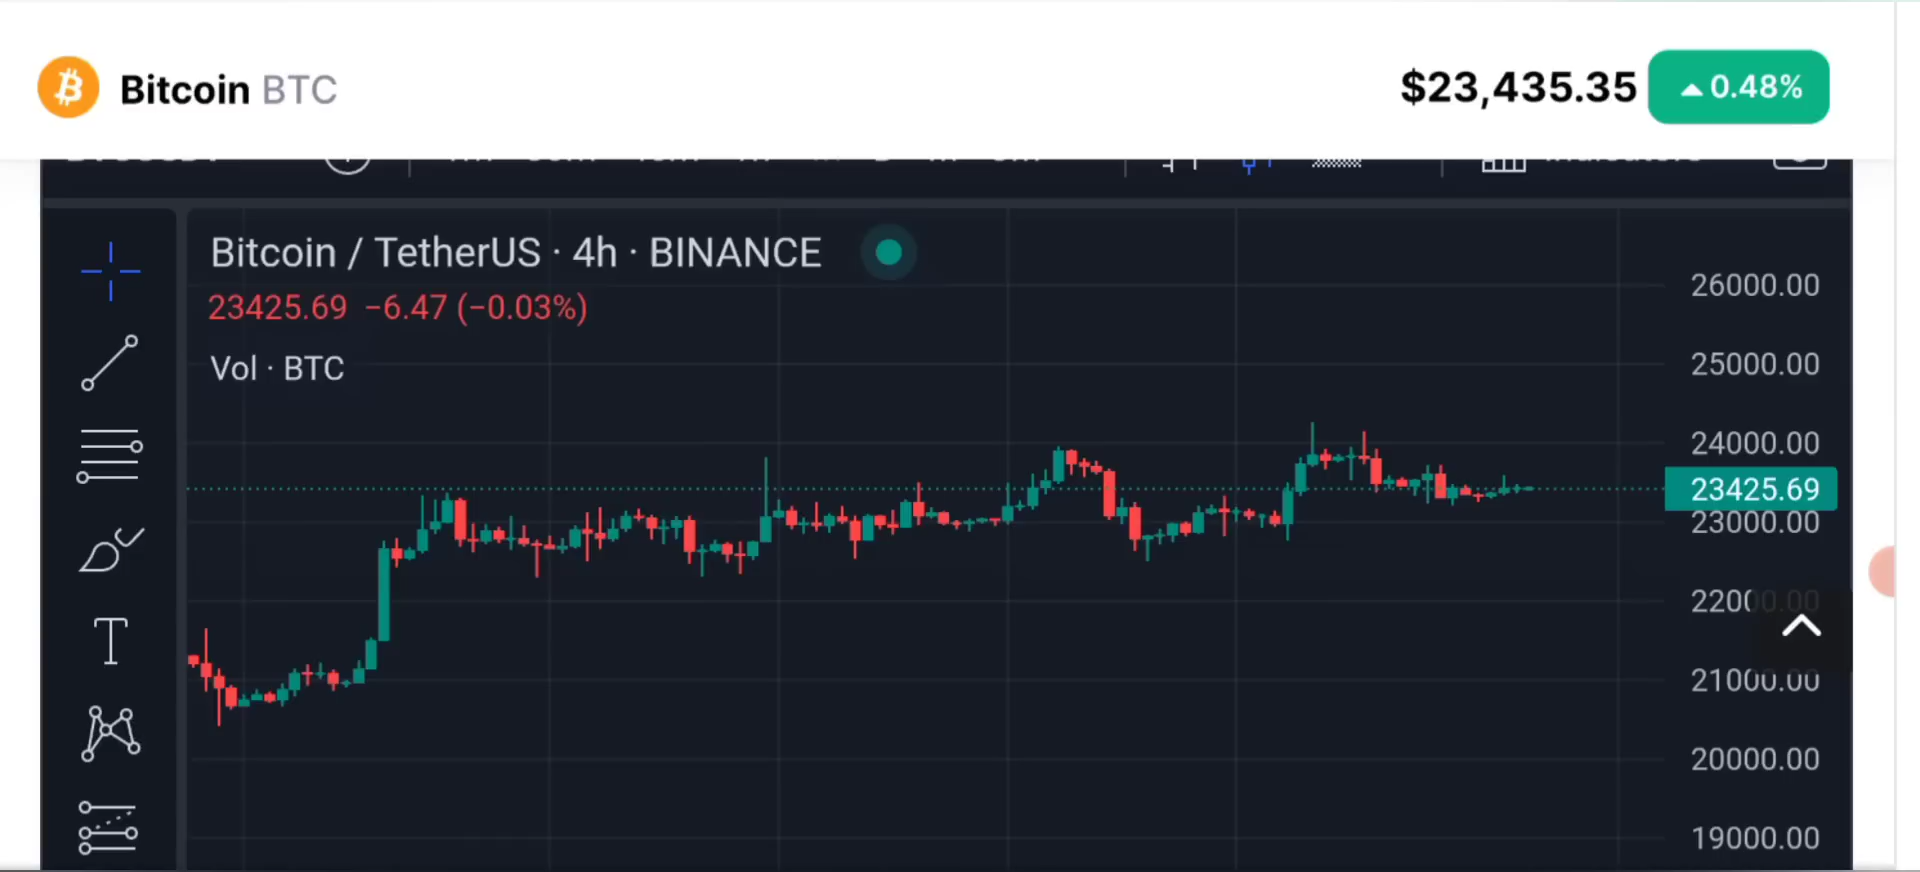 Bitcoin BTC
$23,435.35 ▲ 0.48%
Bitcoin / TetherUS · 4h · BINANCE
23425.69 −6.47 (−0.03%)
Vol · BTC
26000.00
25000.00
24000.00
23425.69
23000.00
21000.00
20000.00
19000.00
T